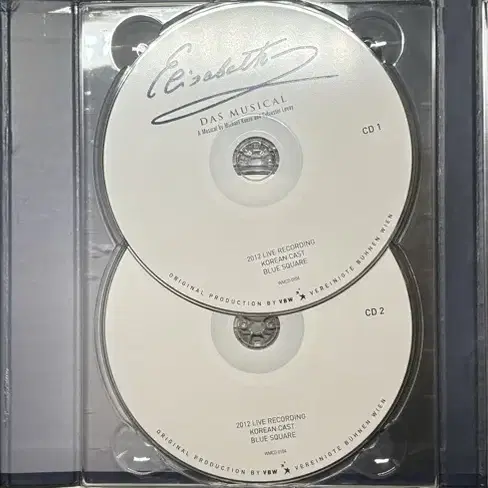 Elisabeth
DAS MUSICAL
A Musical by Michael Kunze and Sylvester Levay
CD 1
2012 LIVE RECORDING
KOREAN CAST
BLUE SQUARE
ORIGINAL PRODUCTION BY VBW VEREINIGTE BÜHNEN WIEN
CD 2
2012 LIVE RECORDING
KOREAN CAST
BLUE SQUARE
ORIGINAL PRODUCTION BY VBW VEREINIGTE BÜHNEN WIEN